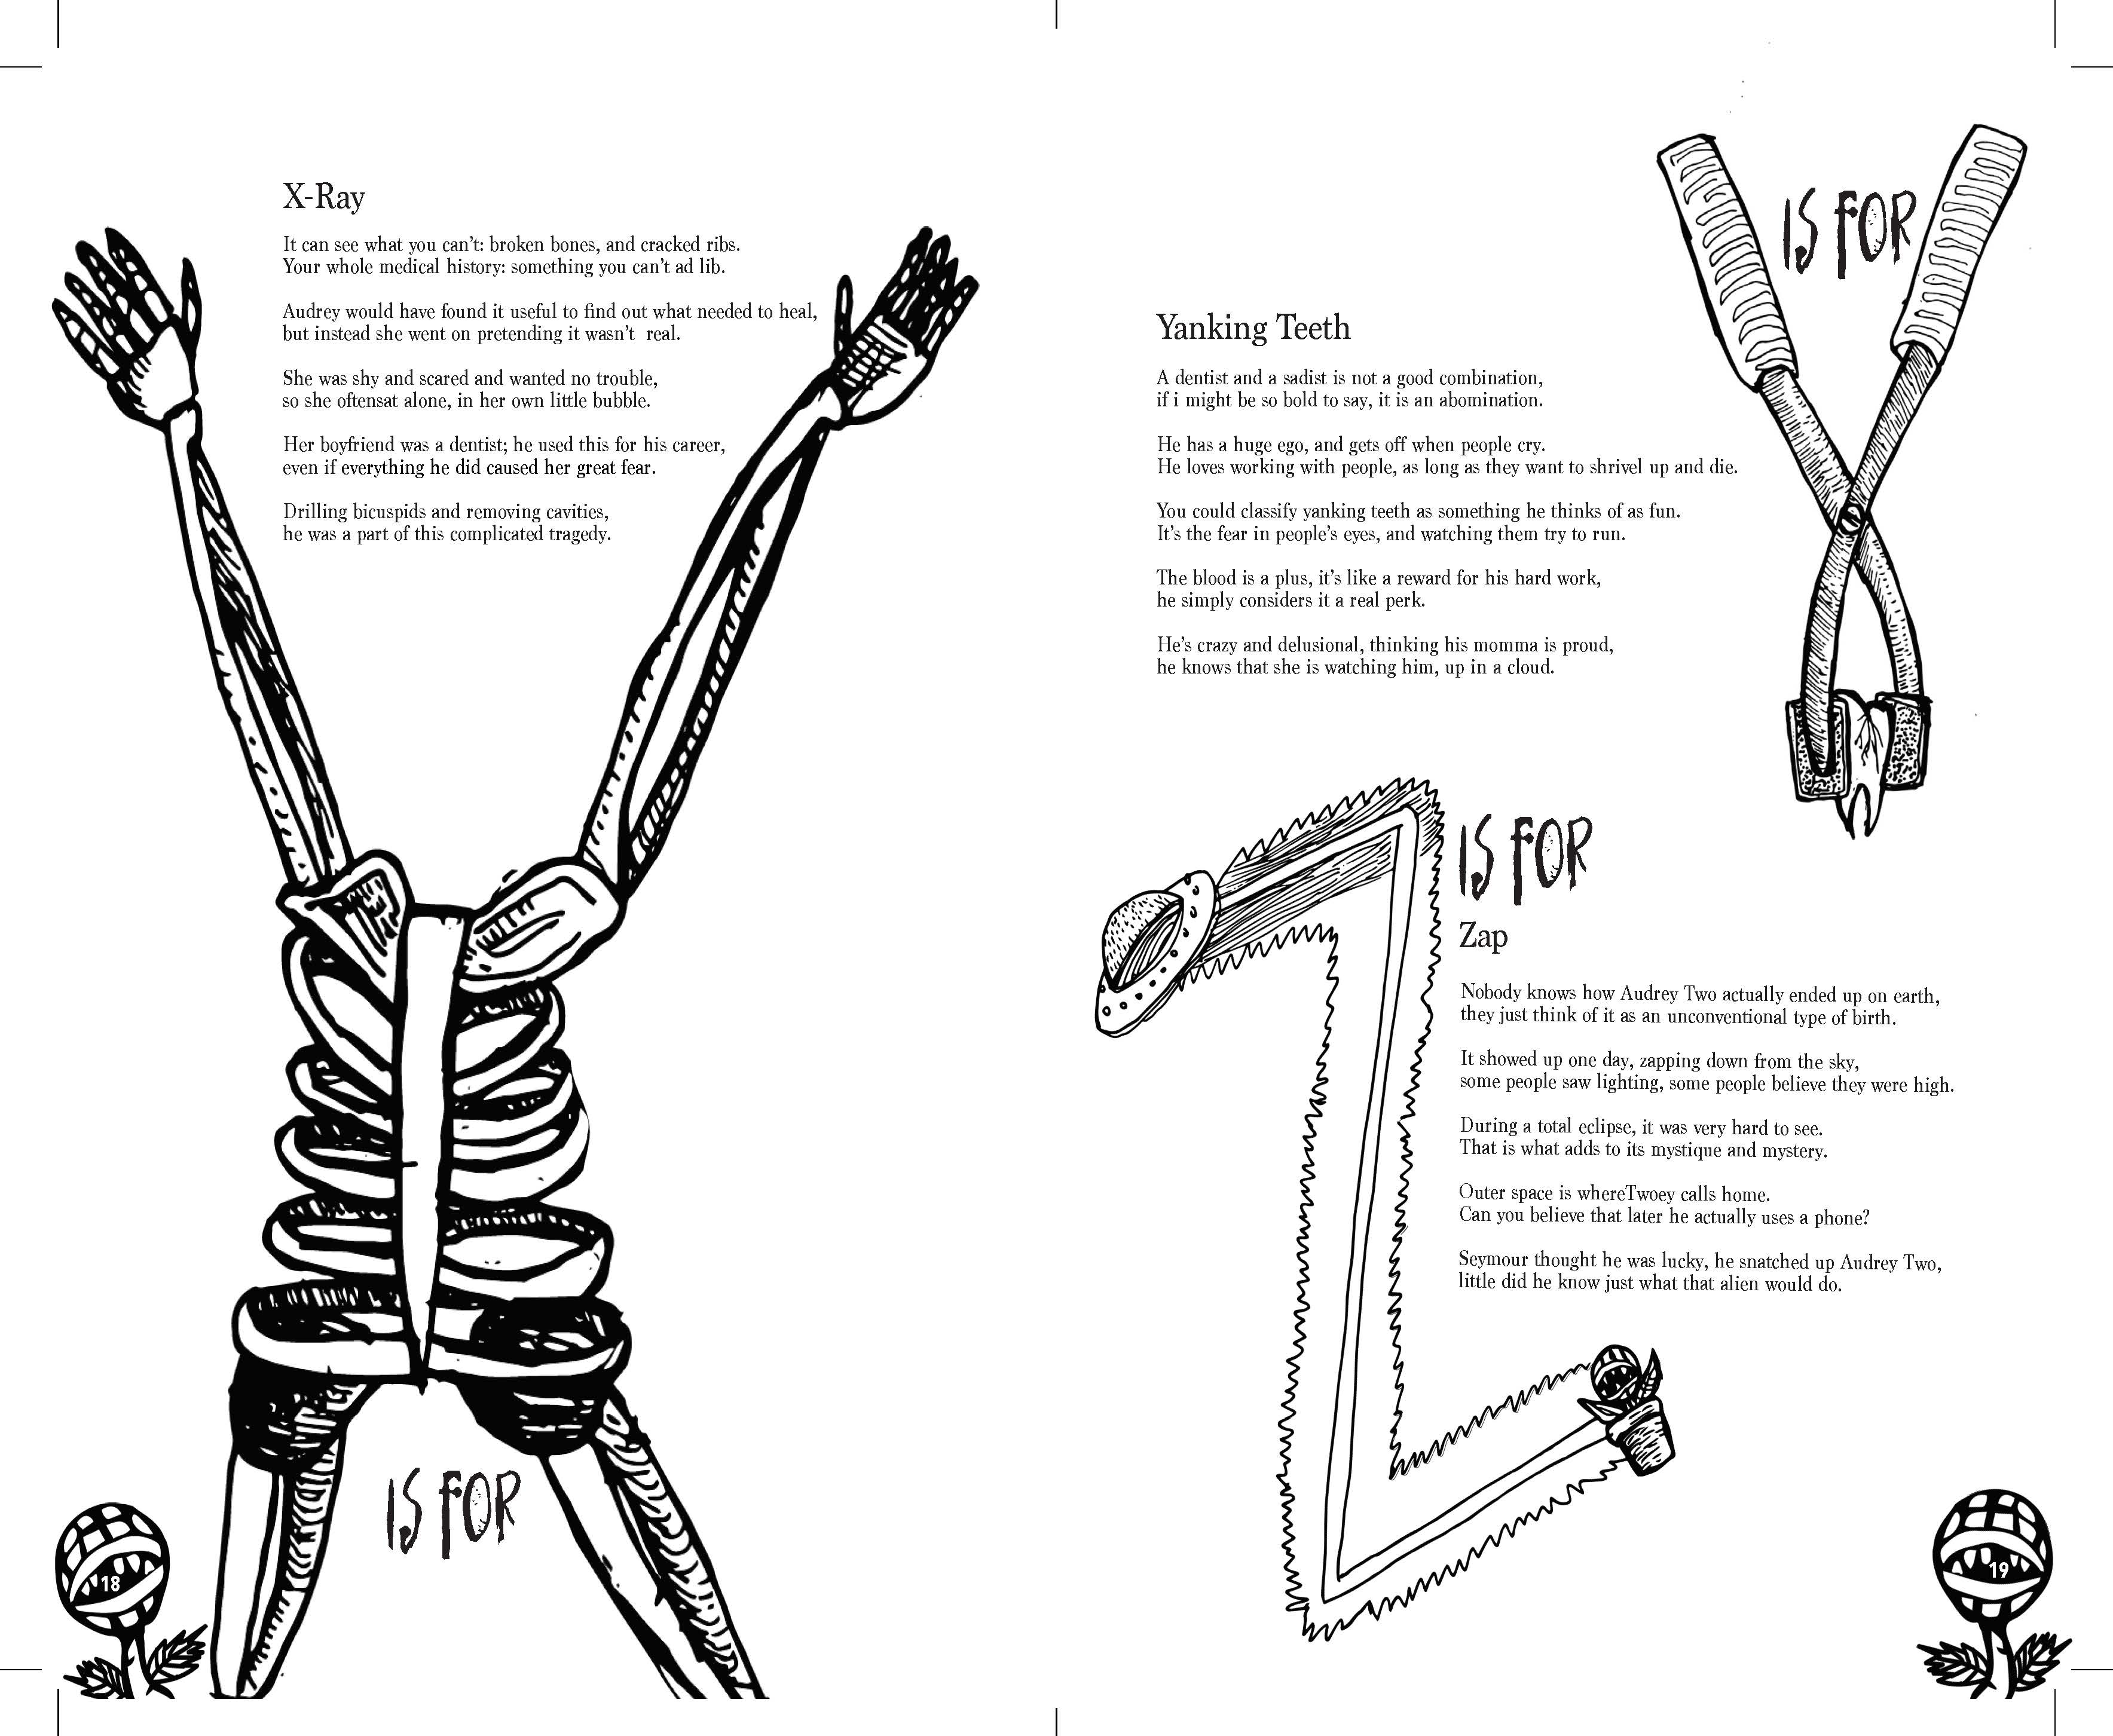 X-Ray
It can see what you can't: broken bones, and cracked ribs.
Your whole medical history: something you can't ad lib.
Audrey would have found it useful to find out what needed to heal,
but instead she went on pretending it wasn't  real.
She was shy and scared and wanted no trouble,
so she oftensat alone, in her own little bubble.
Her boyfriend was a dentist; he used this for his career,
even if everything he did caused her great fear.
Drilling bicuspids and removing cavities,
he was a part of this complicated tragedy.
IS FOR
18
IS FOR
Yanking Teeth
A dentist and a sadist is not a good combination,
if i might be so bold to say, it is an abomination.
He has a huge ego, and gets off when people cry.
He loves working with people, as long as they want to shrivel up and die.
You could classify yanking teeth as something he thinks of as fun.
It's the fear in people's eyes, and watching them try to run.
The blood is a plus, it's like a reward for his hard work,
he simply considers it a real perk.
He's crazy and delusional, thinking his momma is proud,
he knows that she is watching him, up in a cloud.
IS FOR
Zap
Nobody knows how Audrey Two actually ended up on earth,
they just think of it as an unconventional type of birth.
It showed up one day, zapping down from the sky,
some people saw lighting, some people believe they were high.
During a total eclipse, it was very hard to see.
That is what adds to its mystique and mystery.
Outer space is whereTwoey calls home.
Can you believe that later he actually uses a phone?
Seymour thought he was lucky, he snatched up Audrey Two,
little did he know just what that alien would do.
19